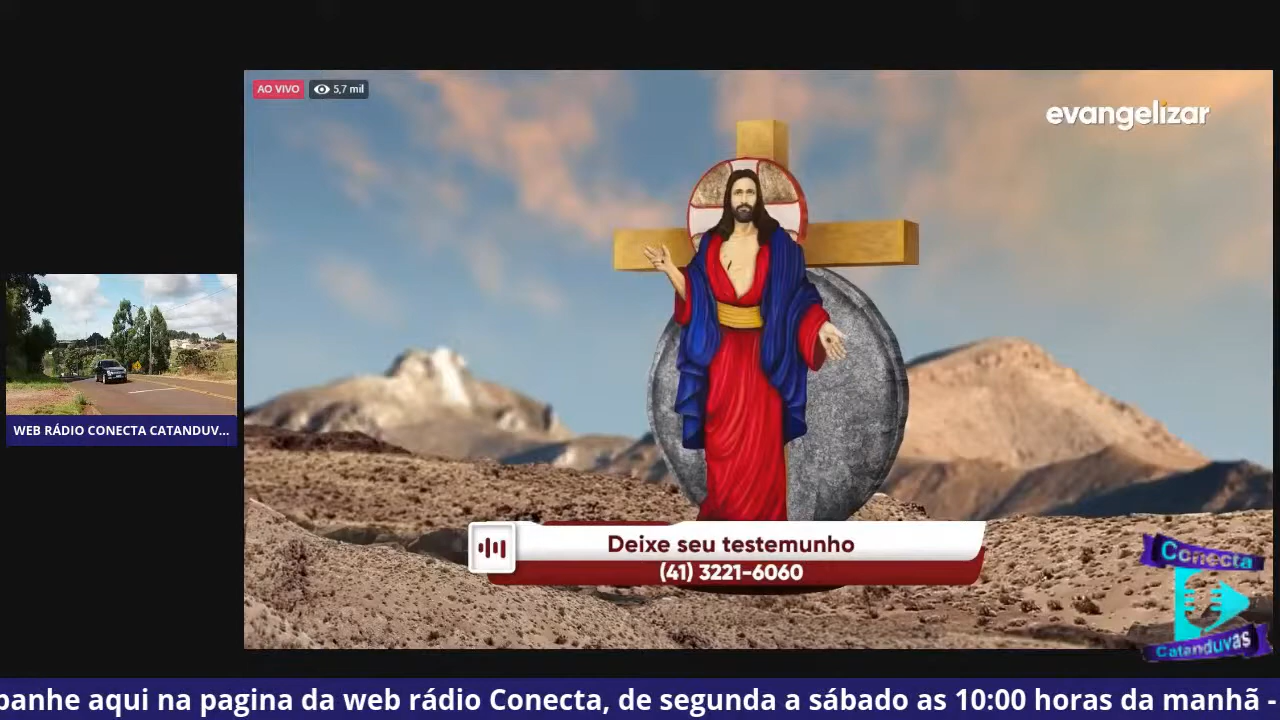 AO VIVO
5,7 mil
evangelizar
WEB RÁDIO CONECTA CATANDUV...
Deixe seu testemunho
(41) 3221-6060
Conecta
Catanduvas
panhe aqui na pagina da web rádio Conecta, de segunda a sábado as 10:00 horas da manhã -